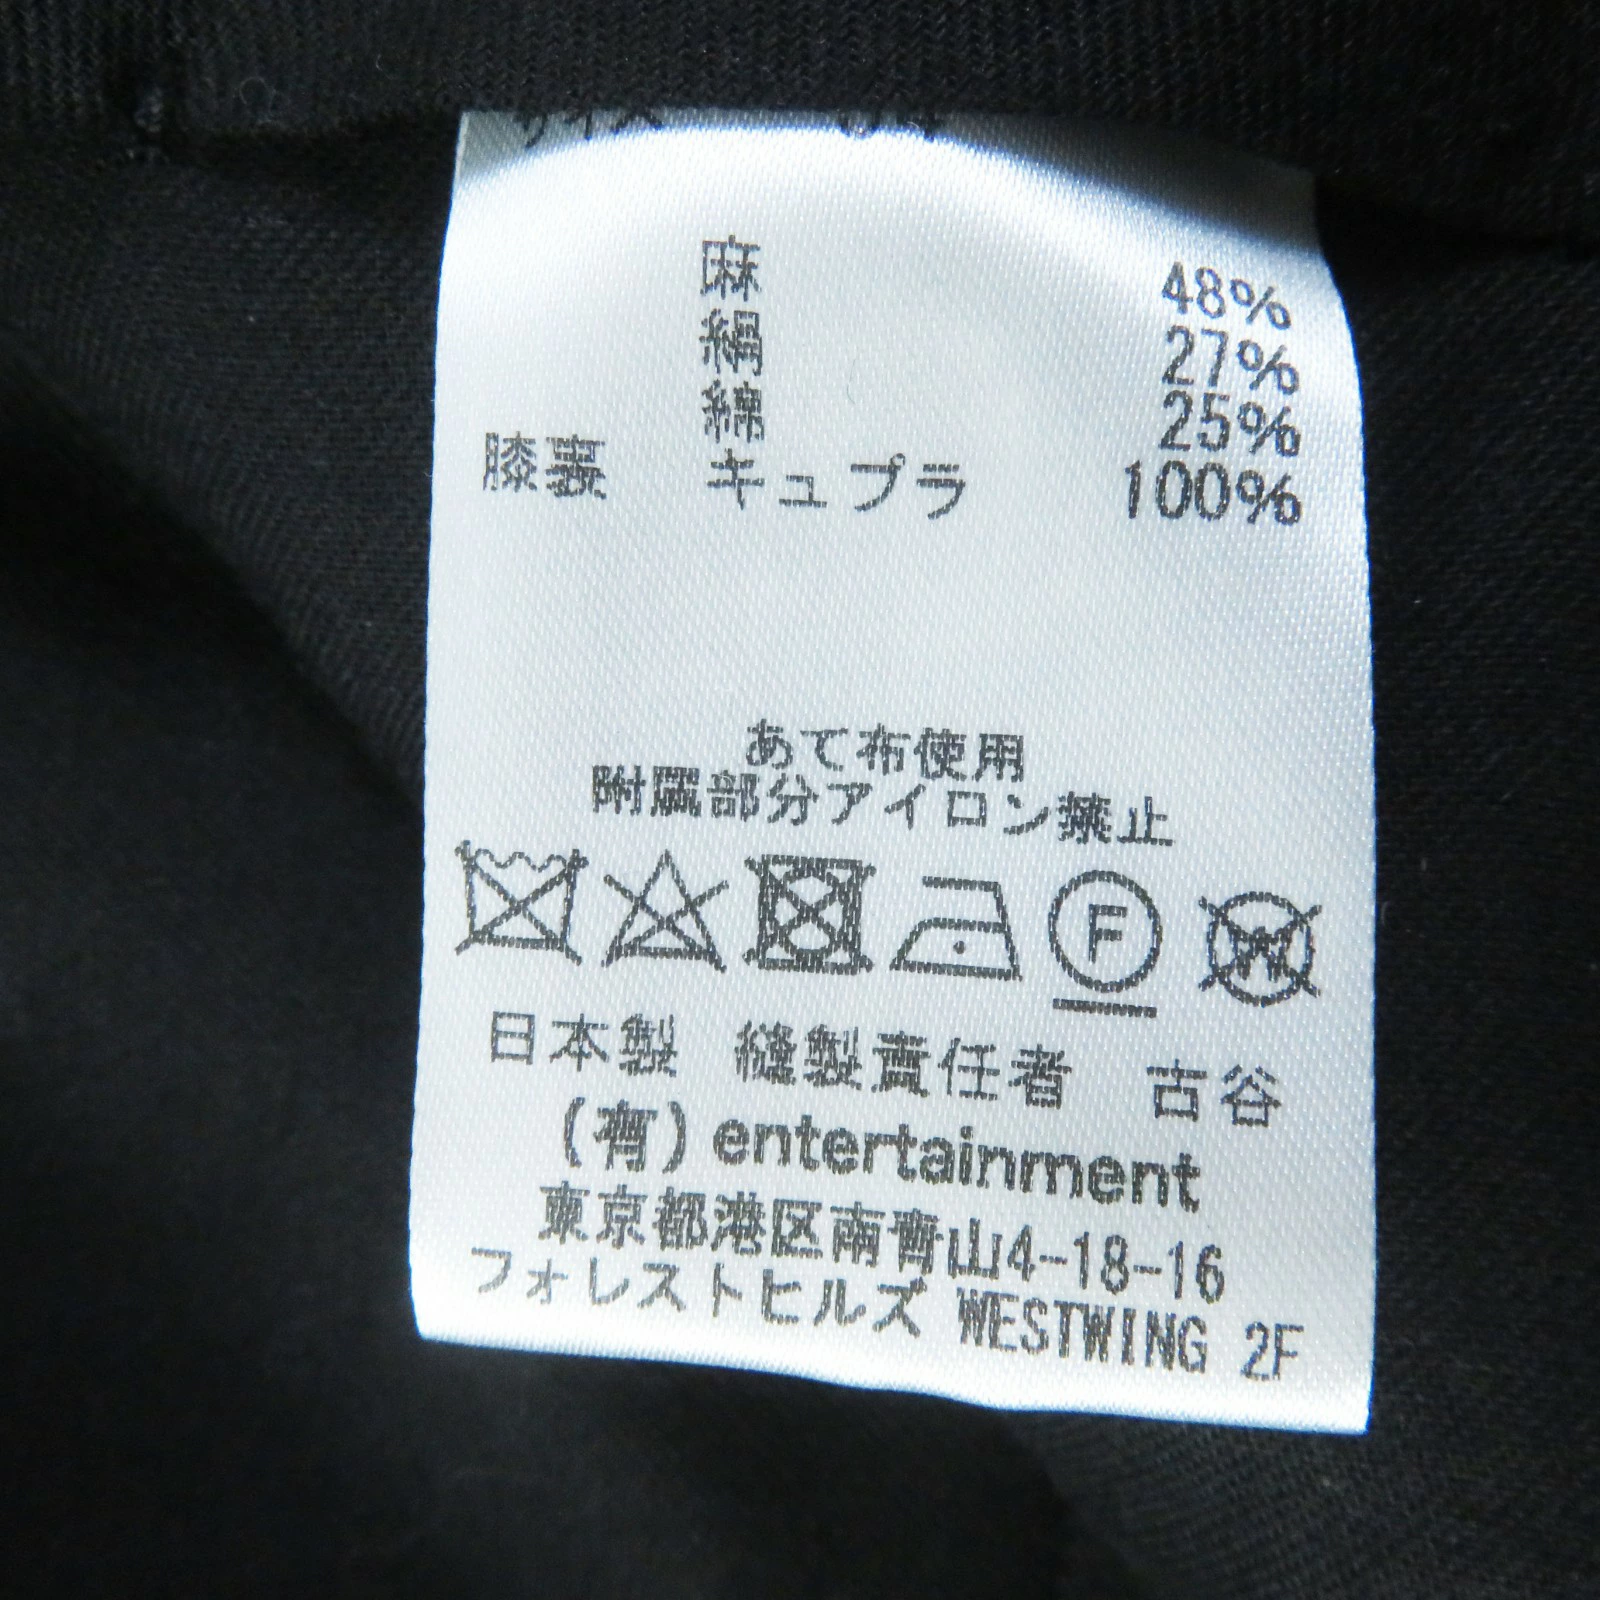 サイズ
麻 48%
絹 27%
綿 25%
膝裏 キュプラ 100%
あて布使用
附属部分アイロン禁止
F W
日本製 縫製責任者 古谷
(有) entertainment
東京都港区南青山4-18-16
フォレストヒルズ WESTWING 2F